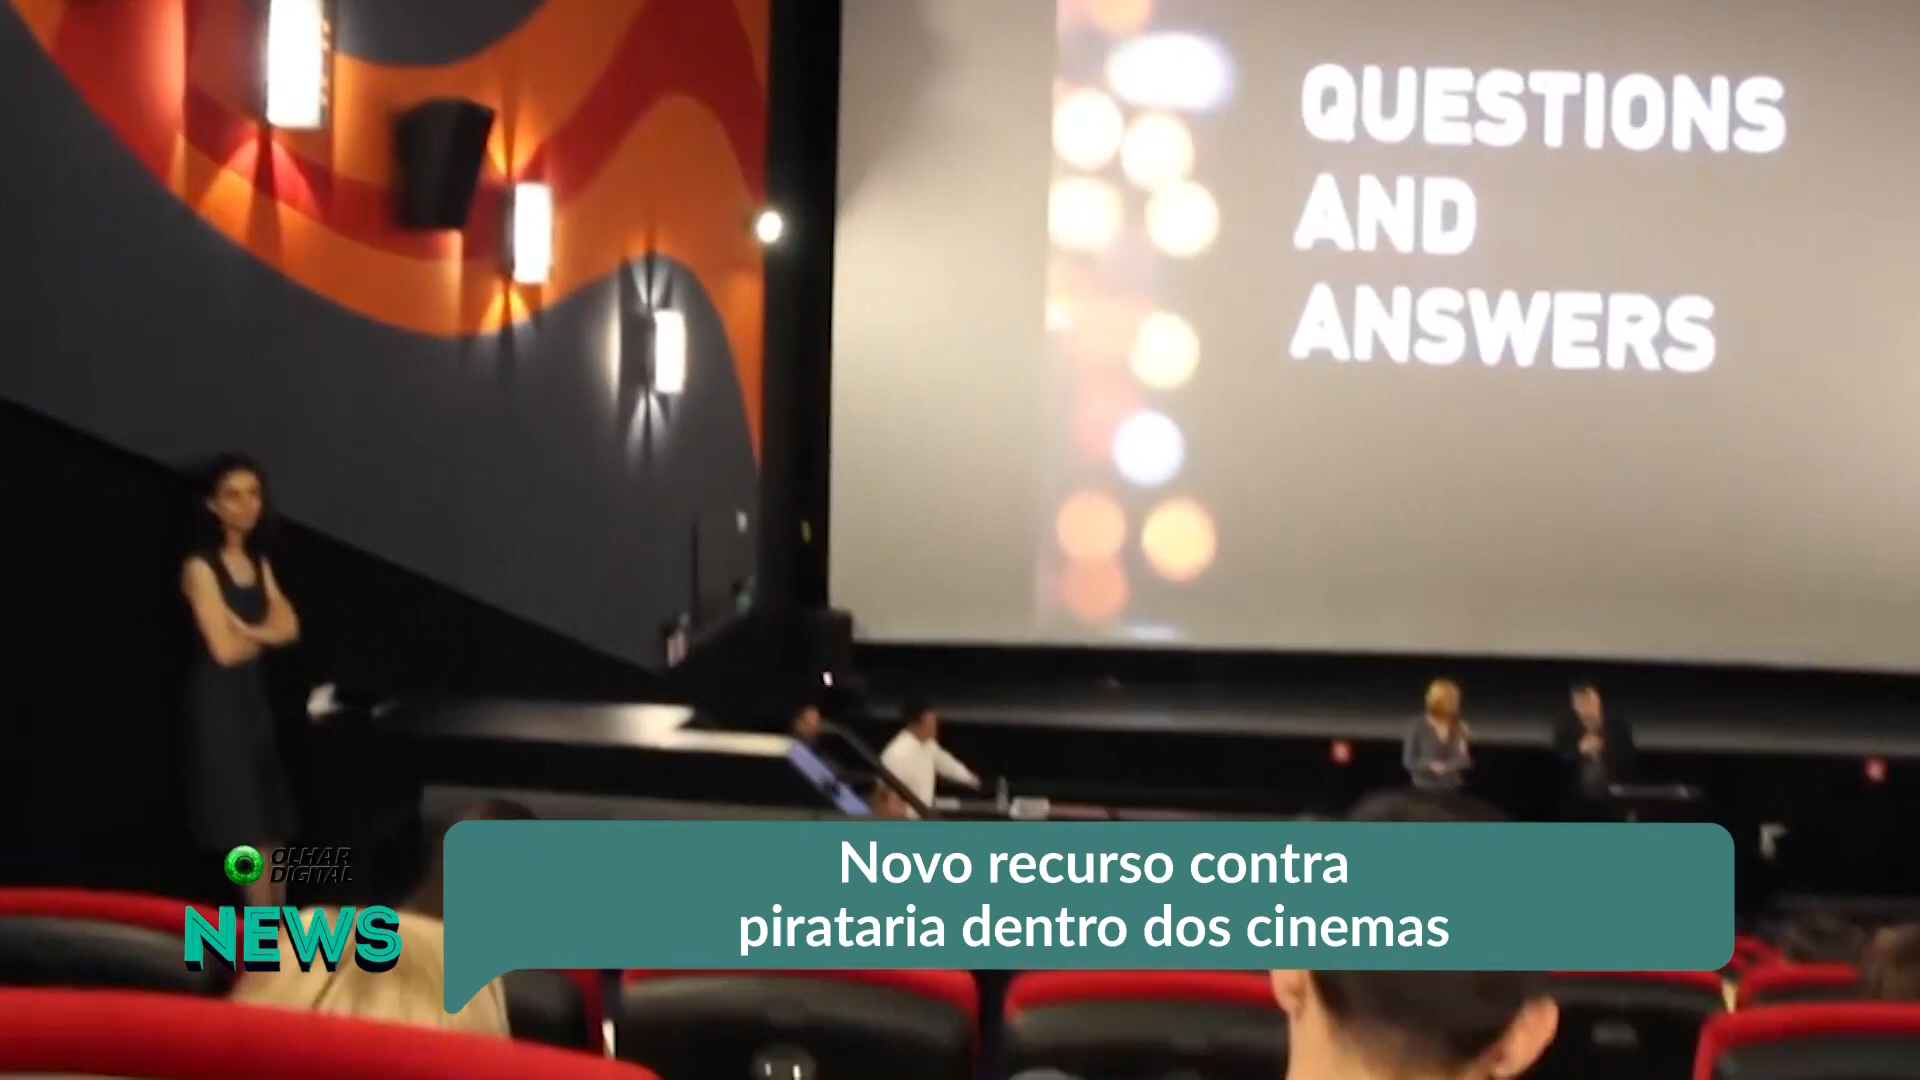 QUESTIONS
AND
ANSWERS
Novo recurso contra
pirataria dentro dos cinemas
OLHAR
DIGITAL
NEWS